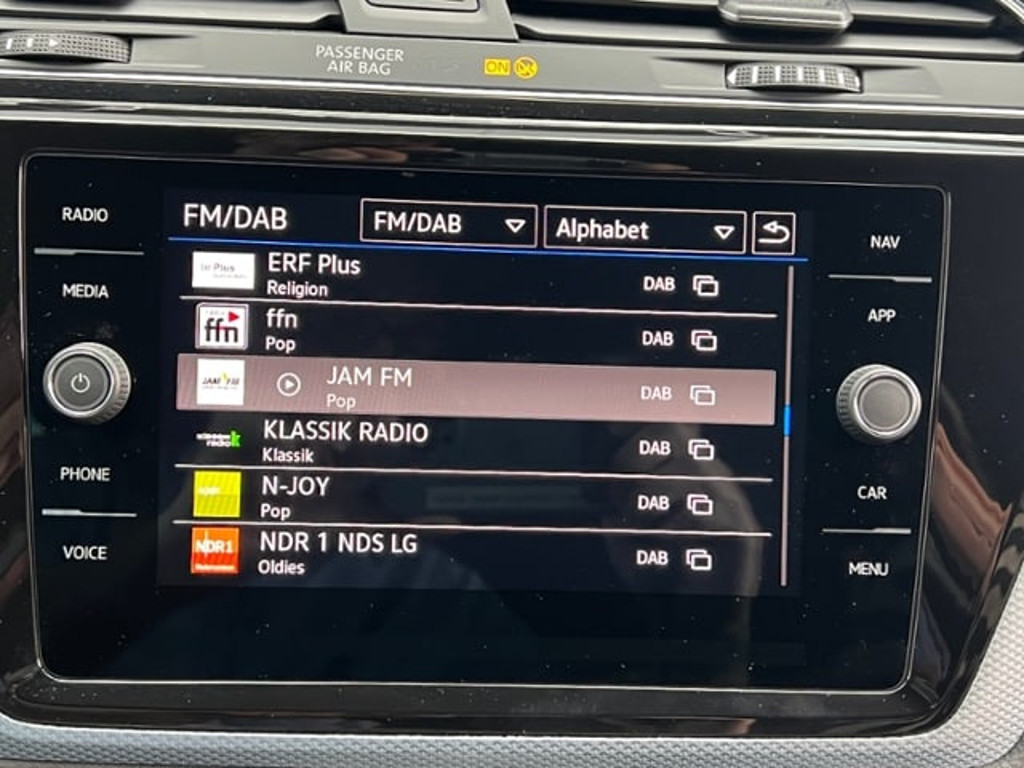 PASSENGER
AIR BAG
ON
RADIO
MEDIA
PHONE
VOICE
FM/DAB
FM/DAB
Alphabet
ERF Plus
Religion
DAB
ffn
ffn
Pop
DAB
JAM FM
JAM FM
Pop
DAB
KLASSIK RADIO
Klassik
DAB
N-JOY
Pop
DAB
NDR1
NDR 1 NDS LG
Oldies
DAB
NAV
APP
CAR
MENU